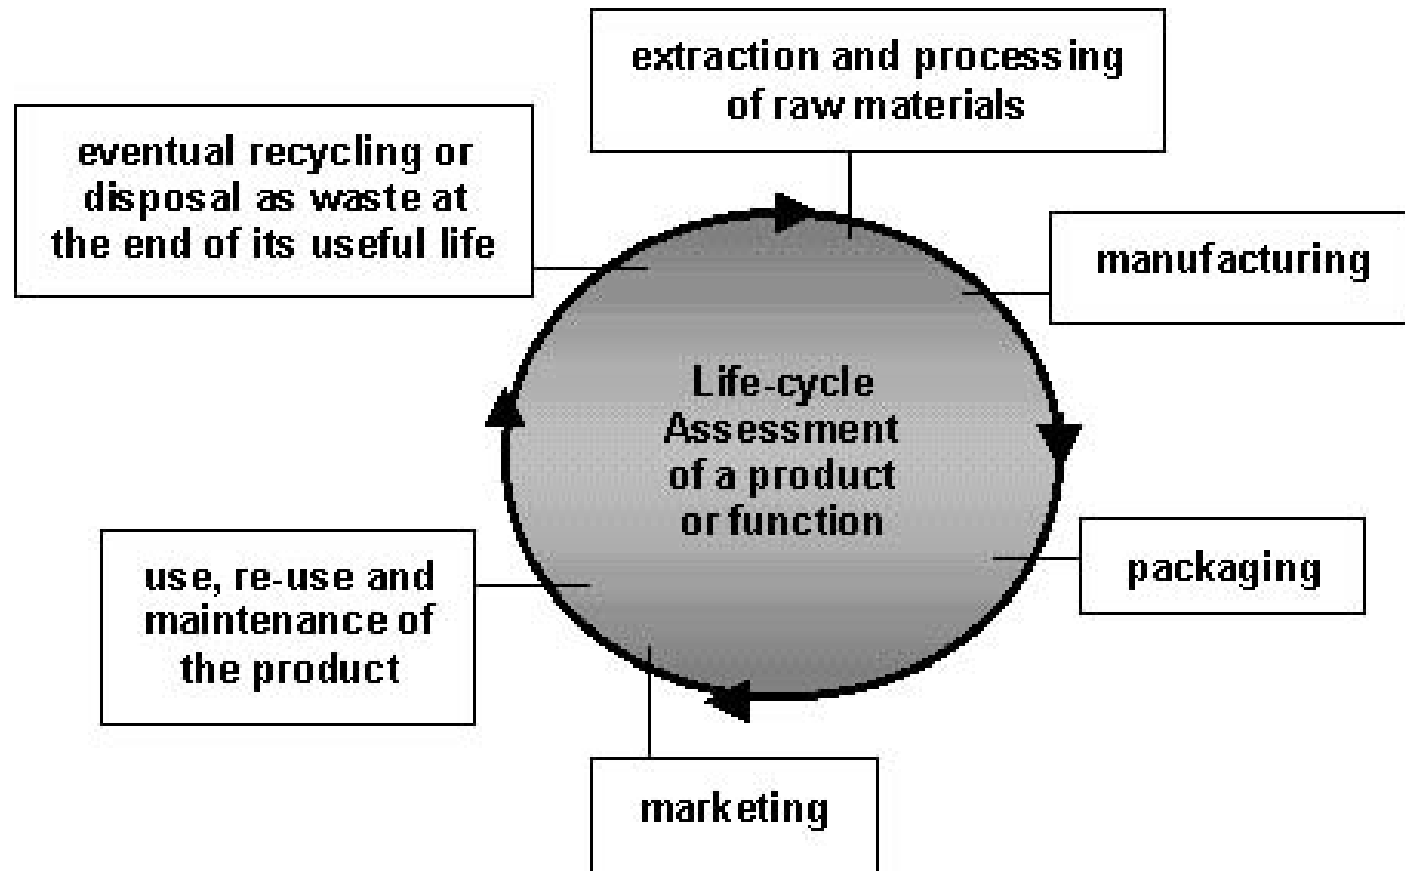 extraction and processing
of raw materials
eventual recycling or
disposal as waste at
the end of its useful life
manufacturing
Life-cycle
Assessment
of a product
or function
packaging
use, re-use and
maintenance of
the product
marketing